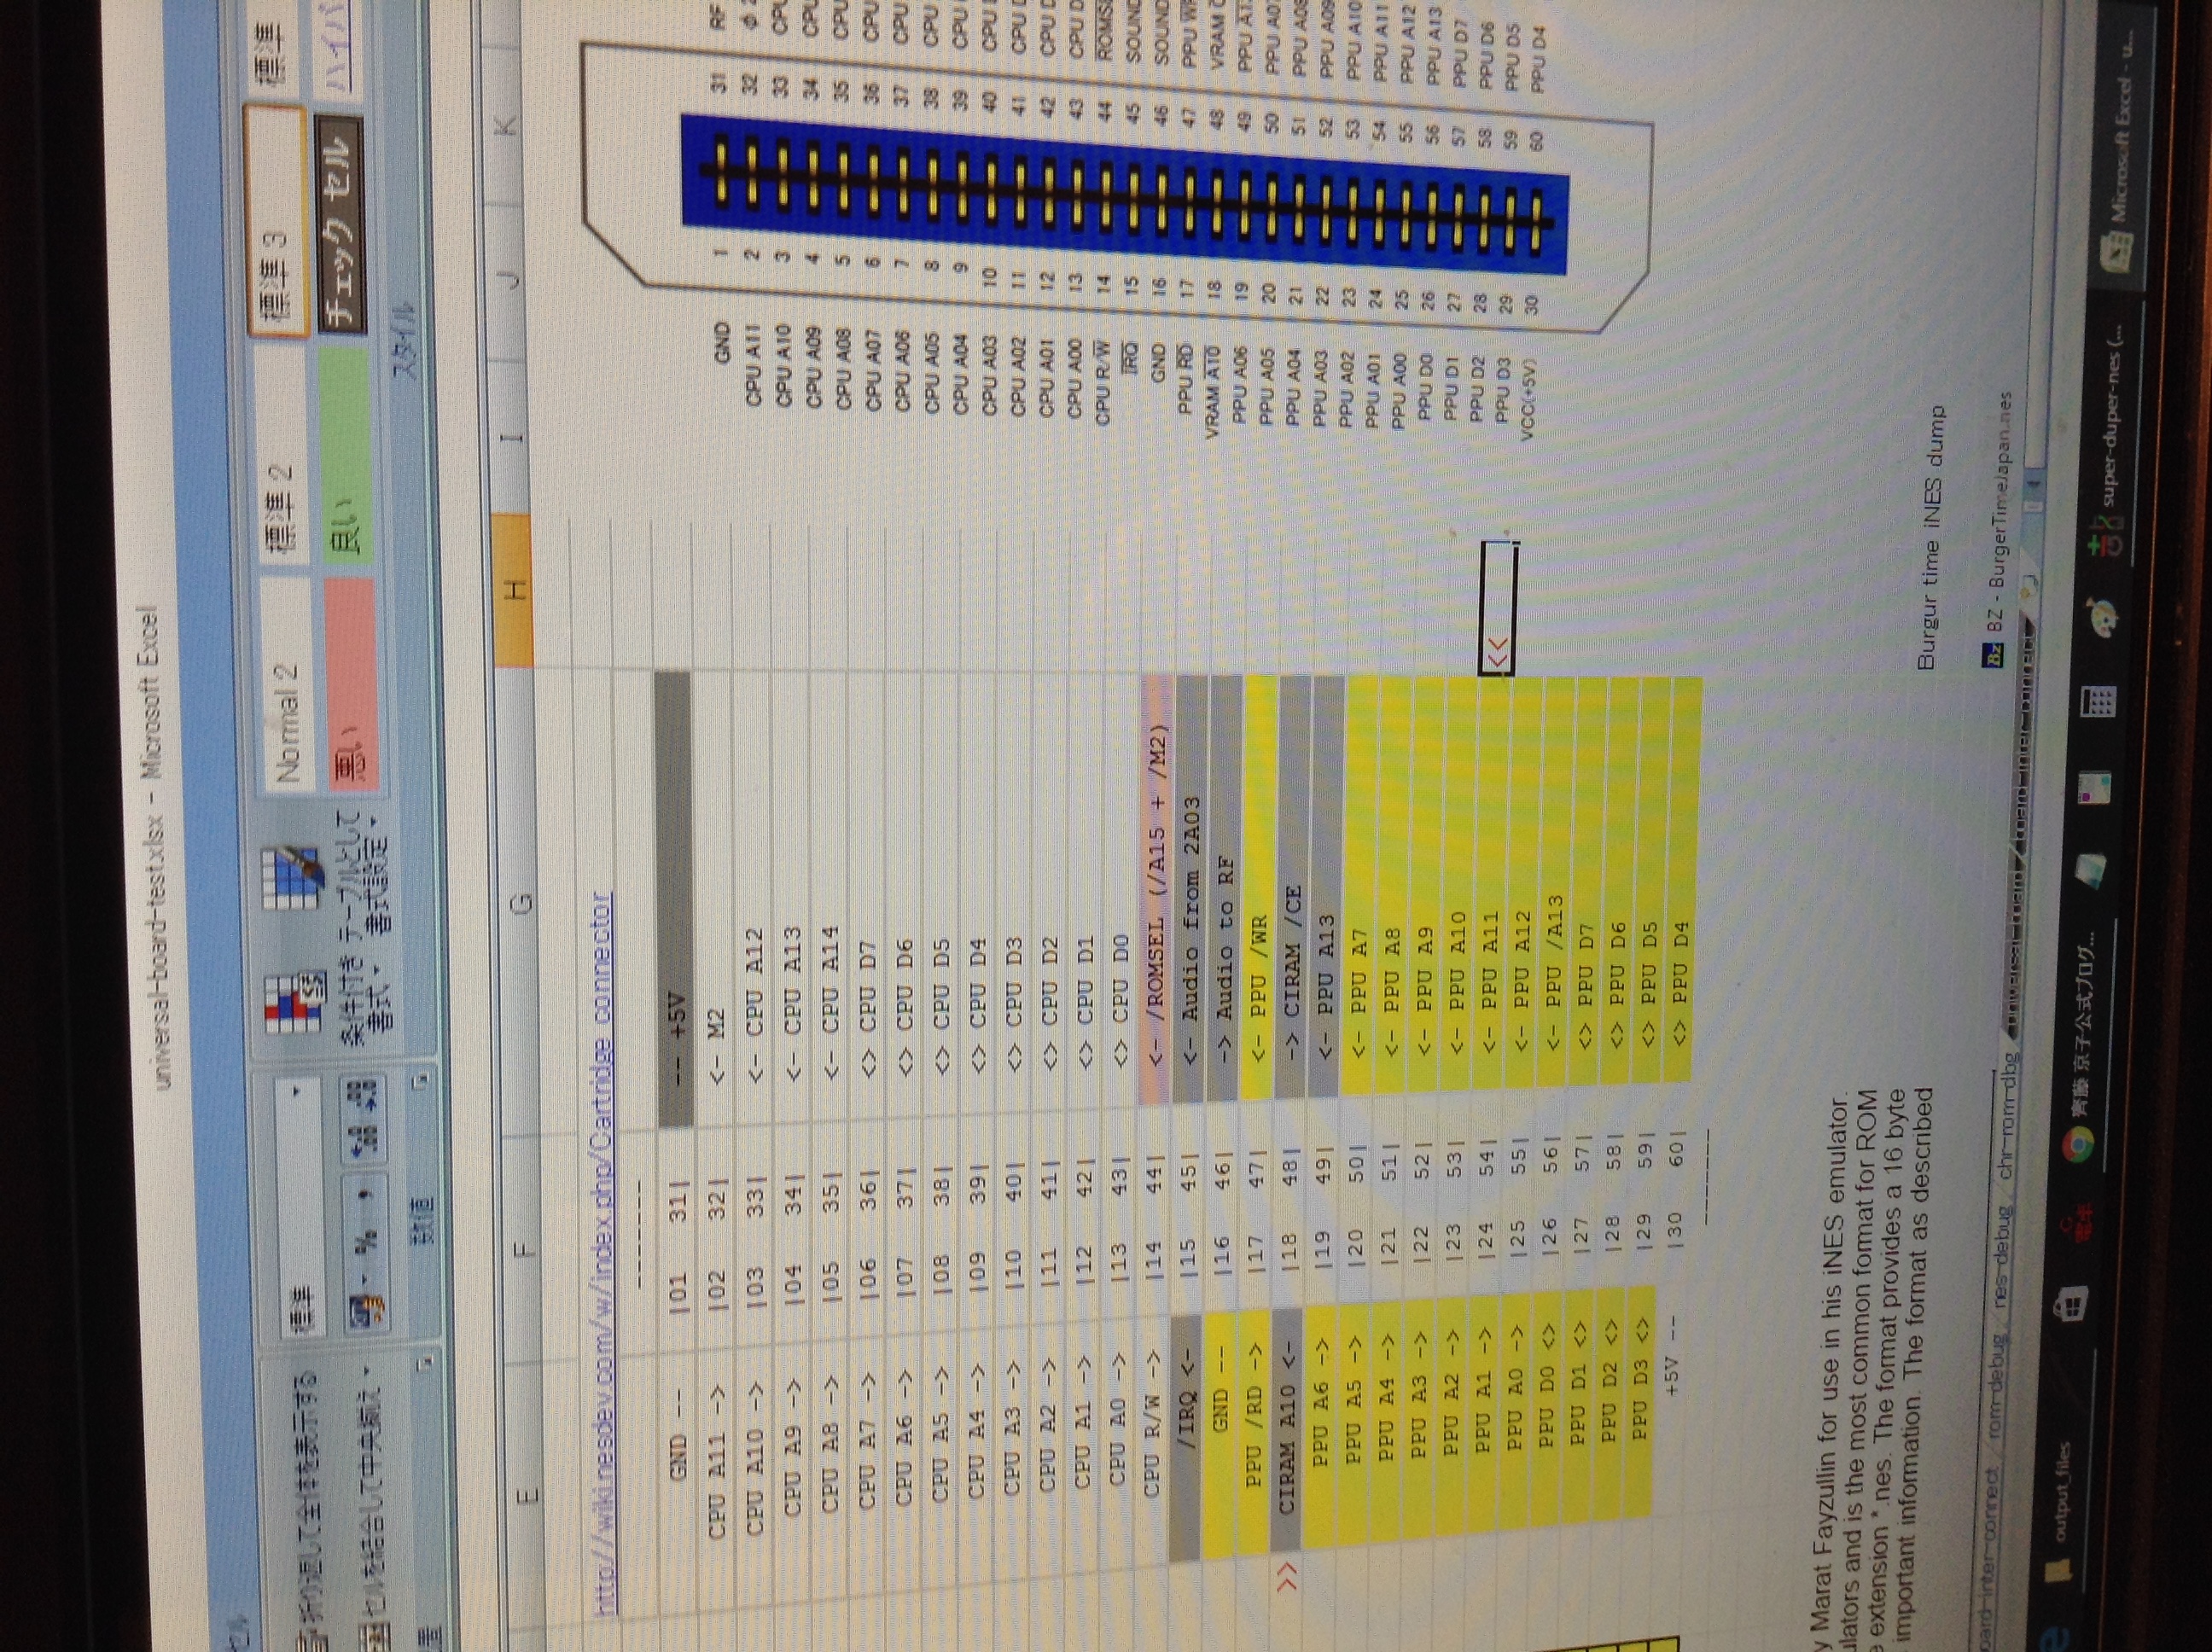 universal-board-test.xlsx - Microsoft Excel
セル
折り返して全体を表示する
標準
Normal 2
標準 2
標準 3
標準
セルを結合して中央揃え
%
条件付き
書式
テーブルとして
書式設定
悪い
良い
チェック セル
ハイパ
置
数値
スタイル
E F G H I J K
http://wiki.nesdev.com/w/index.php/Cartridge connector
-------
GND -- |01 31| -- +5V
CPU A11 -> |02 32| <- M2
CPU A10 -> |03 33| <- CPU A12
CPU A9 -> |04 34| <- CPU A13
CPU A8 -> |05 35| <- CPU A14
CPU A7 -> |06 36| <> CPU D7
CPU A6 -> |07 37| <> CPU D6
CPU A5 -> |08 38| <> CPU D5
CPU A4 -> |09 39| <> CPU D4
CPU A3 -> |10 40| <> CPU D3
CPU A2 -> |11 41| <> CPU D2
CPU A1 -> |12 42| <> CPU D1
CPU A0 -> |13 43| <> CPU D0
CPU R/W -> |14 44| <- /ROMSEL (/A15 + /M2)
/IRQ <- |15 45| <- Audio from 2A03
GND -- |16 46| -> Audio to RF
PPU /RD -> |17 47| <- PPU /WR
>> CIRAM A10 <- |18 48| -> CIRAM /CE
PPU A6 -> |19 49| <- PPU A13
PPU A5 -> |20 50| <- PPU A7
PPU A4 -> |21 51| <- PPU A8
PPU A3 -> |22 52| <- PPU A9
PPU A2 -> |23 53| <- PPU A10
PPU A1 -> |24 54| <- PPU A11 <<
PPU A0 -> |25 55| <- PPU A12
PPU D0 <> |26 56| <- PPU /A13
PPU D1 <> |27 57| <> PPU D7
PPU D2 <> |28 58| <> PPU D6
PPU D3 <> |29 59| <> PPU D5
+5V -- |30 60| <> PPU D4
-------
GND 1 31 RF
CPU A11 2 32 φ 2
CPU A10 3 33 CPU
CPU A09 4 34 CPU
CPU A08 5 35 CPU
CPU A07 6 36 CPU
CPU A06 7 37 CPU
CPU A05 8 38 CPU
CPU A04 9 39 CPU
CPU A03 10 40 CPU
CPU A02 11 41 CPU D
CPU A01 12 42 CPU D
CPU A00 13 43 CPU D
CPU R/W 14 44 ROMS
IRQ 15 45 SOUND
GND 16 46 SOUND
PPU RD 17 47 PPU WR
VRAM A10 18 48 VRAM C
PPU A06 19 49 PPU A1
PPU A05 20 50 PPU A07
PPU A04 21 51 PPU A08
PPU A03 22 52 PPU A09
PPU A02 23 53 PPU A10
PPU A01 24 54 PPU A11
PPU A00 25 55 PPU A12
PPU D0 26 56 PPU A13
PPU D1 27 57 PPU D7
PPU D2 28 58 PPU D6
PPU D3 29 59 PPU D5
VCC(+5V) 30 60 PPU D4
y Marat Fayzullin for use in his iNES emulator.
ulators and is the most common format for ROM
e extension *.nes. The format provides a 16 byte
important information. The format as described
Burgur time iNES dump
Bz BZ - BurgerTimeJapan.nes
oard-inter-connect rom-debug nes-debug chr-rom-dbg universal-board board-inter-connect
output_files
齊藤 京子公式ブログ...
super-duper-nes (...
Microsoft Excel - u...